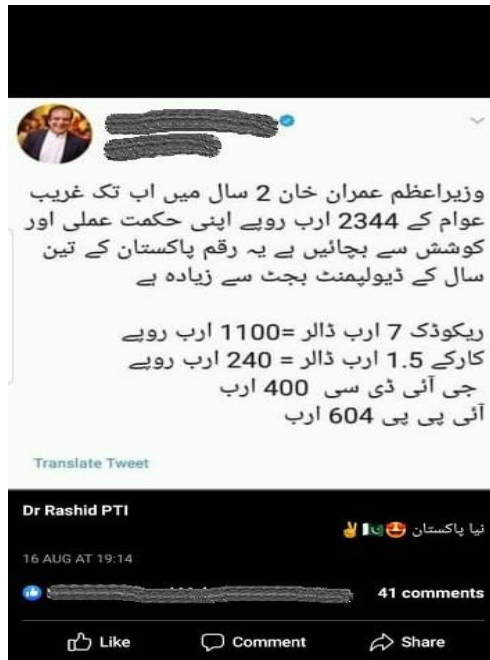 وزیراعظم عمران خان 2 سال میں اب تک غریب
عوام کے 2344 ارب روپے اپنی حکمت عملی اور
کوشش سے بچائیں ہے یہ رقم پاکستان کے تین
سال کے ڈیولپمنٹ بجٹ سے زیادہ ہے
ریکوڈک 7 ارب ڈالر =1100 ارب روپے
کارکے 1.5 ارب ڈالر = 240 ارب روپے
جی آئی ڈی سی 400 ارب
آئی پی پی 604 ارب
Translate Tweet
Dr Rashid PTI
نیا پاکستان 🤩🇵🇰✌
16 AUG AT 19:14
41 comments
Like Comment Share